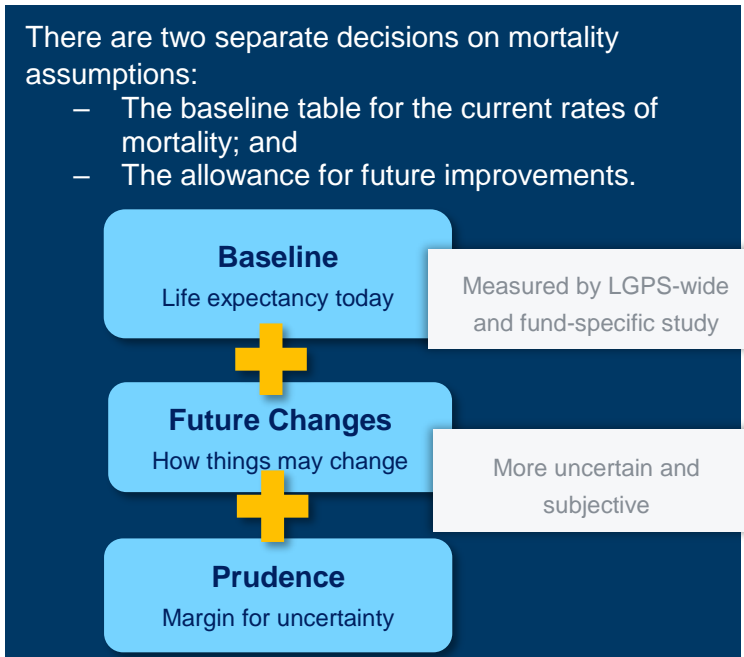 There are two separate decisions on mortality
assumptions:
– The baseline table for the current rates of
mortality; and
– The allowance for future improvements.
Baseline
Life expectancy today
Measured by LGPS-wide
and fund-specific study
Future Changes
How things may change
More uncertain and
subjective
Prudence
Margin for uncertainty